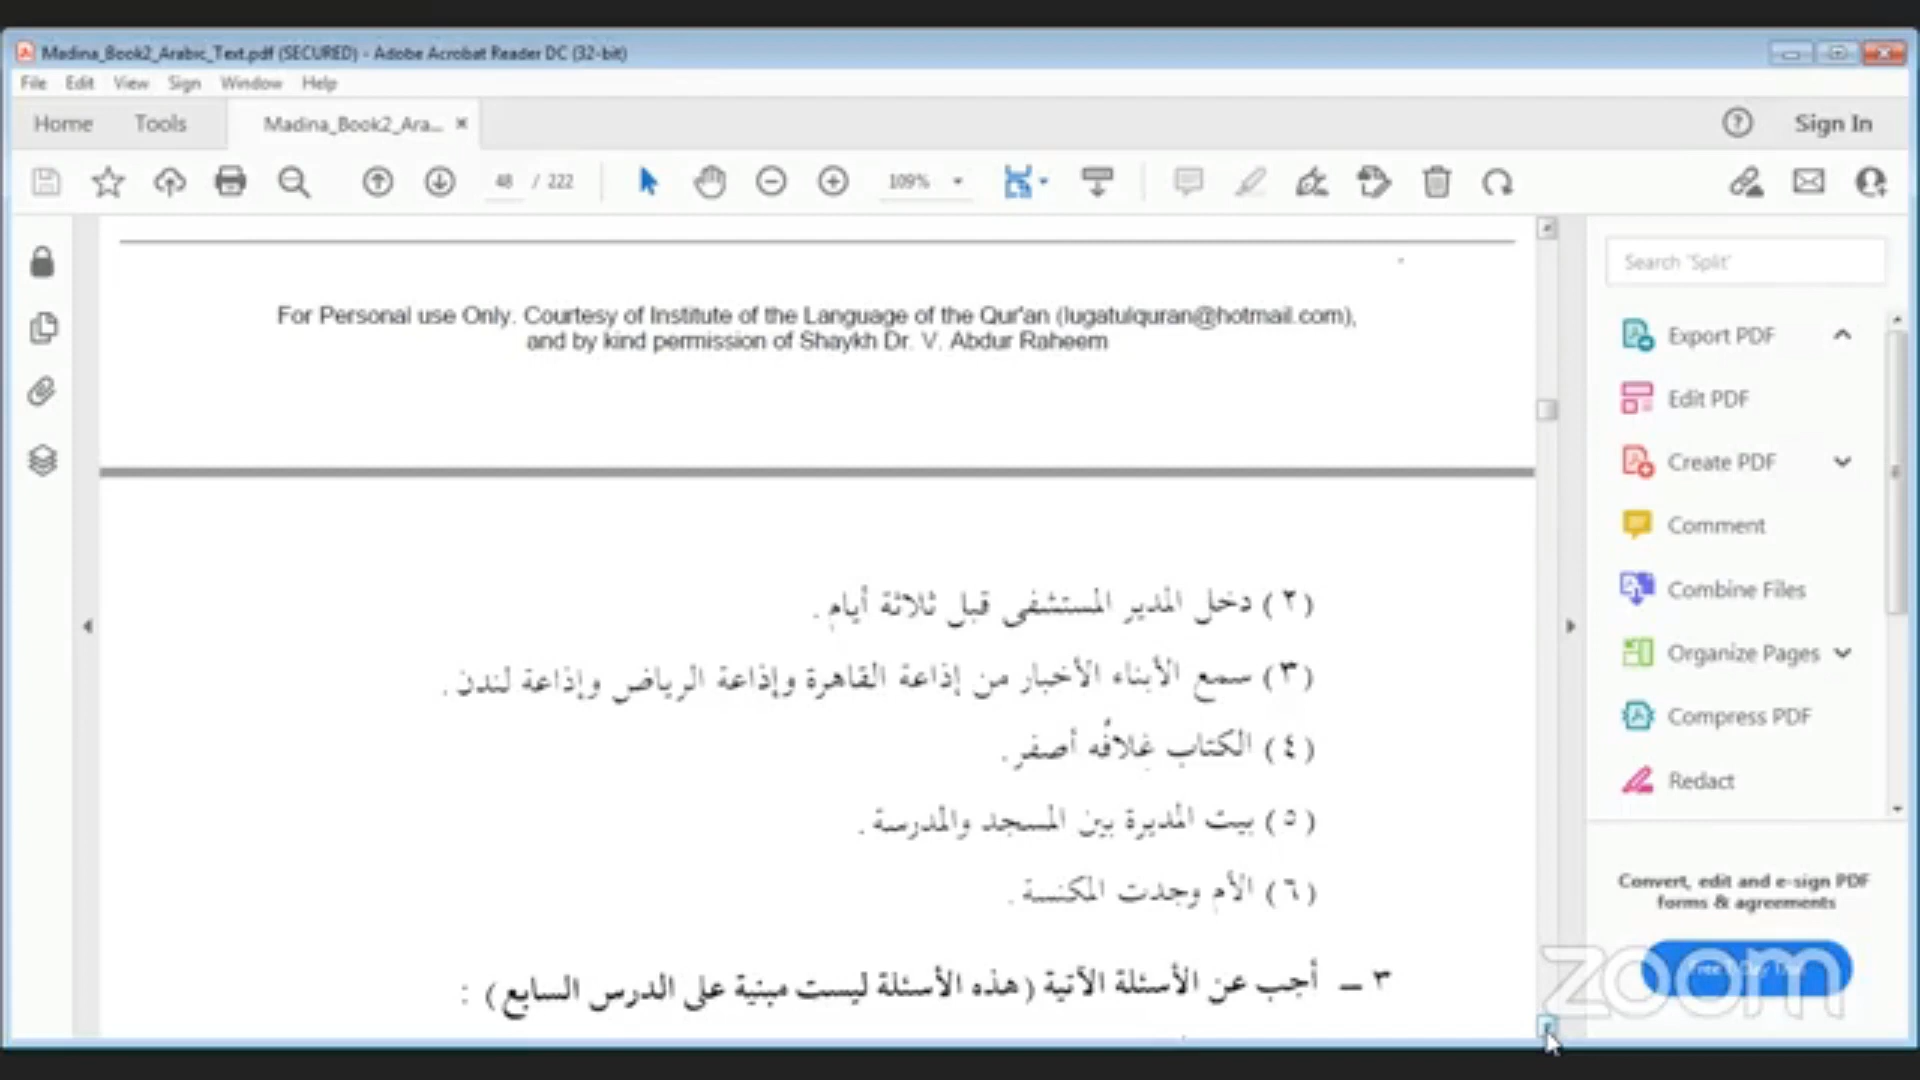 Madina_Book2_Arabic_Text.pdf (SECURED) - Adobe Acrobat Reader DC (32-bit)
File Edit View Sign Window Help
Home Tools Madina_Book2_Ara... Sign In
48 / 222 109%
Search 'Split'
For Personal use Only. Courtesy of Institute of the Language of the Qur'an (lugatulquran@hotmail.com),
and by kind permission of Shaykh Dr. V. Abdur Raheem
(٢) دخل المدير المستشفى قبل ثلاثة أيام.
(٣) سمع الأبناء الأخبار من إذاعة القاهرة وإذاعة الرياض وإذاعة لندن.
(٤) الكتاب غِلافُه أصفر.
(٥) بيت المديرة بين المسجد والمدرسة.
(٦) الأم وجدت المكنسة.
٣ ــ أجب عن الأسئلة الآتية (هذه الأسئلة ليست مبنية على الدرس السابع) :
Export PDF
Edit PDF
Create PDF
Comment
Combine Files
Organize Pages
Compress PDF
Redact
Convert, edit and e-sign PDF
forms & agreements
zoom